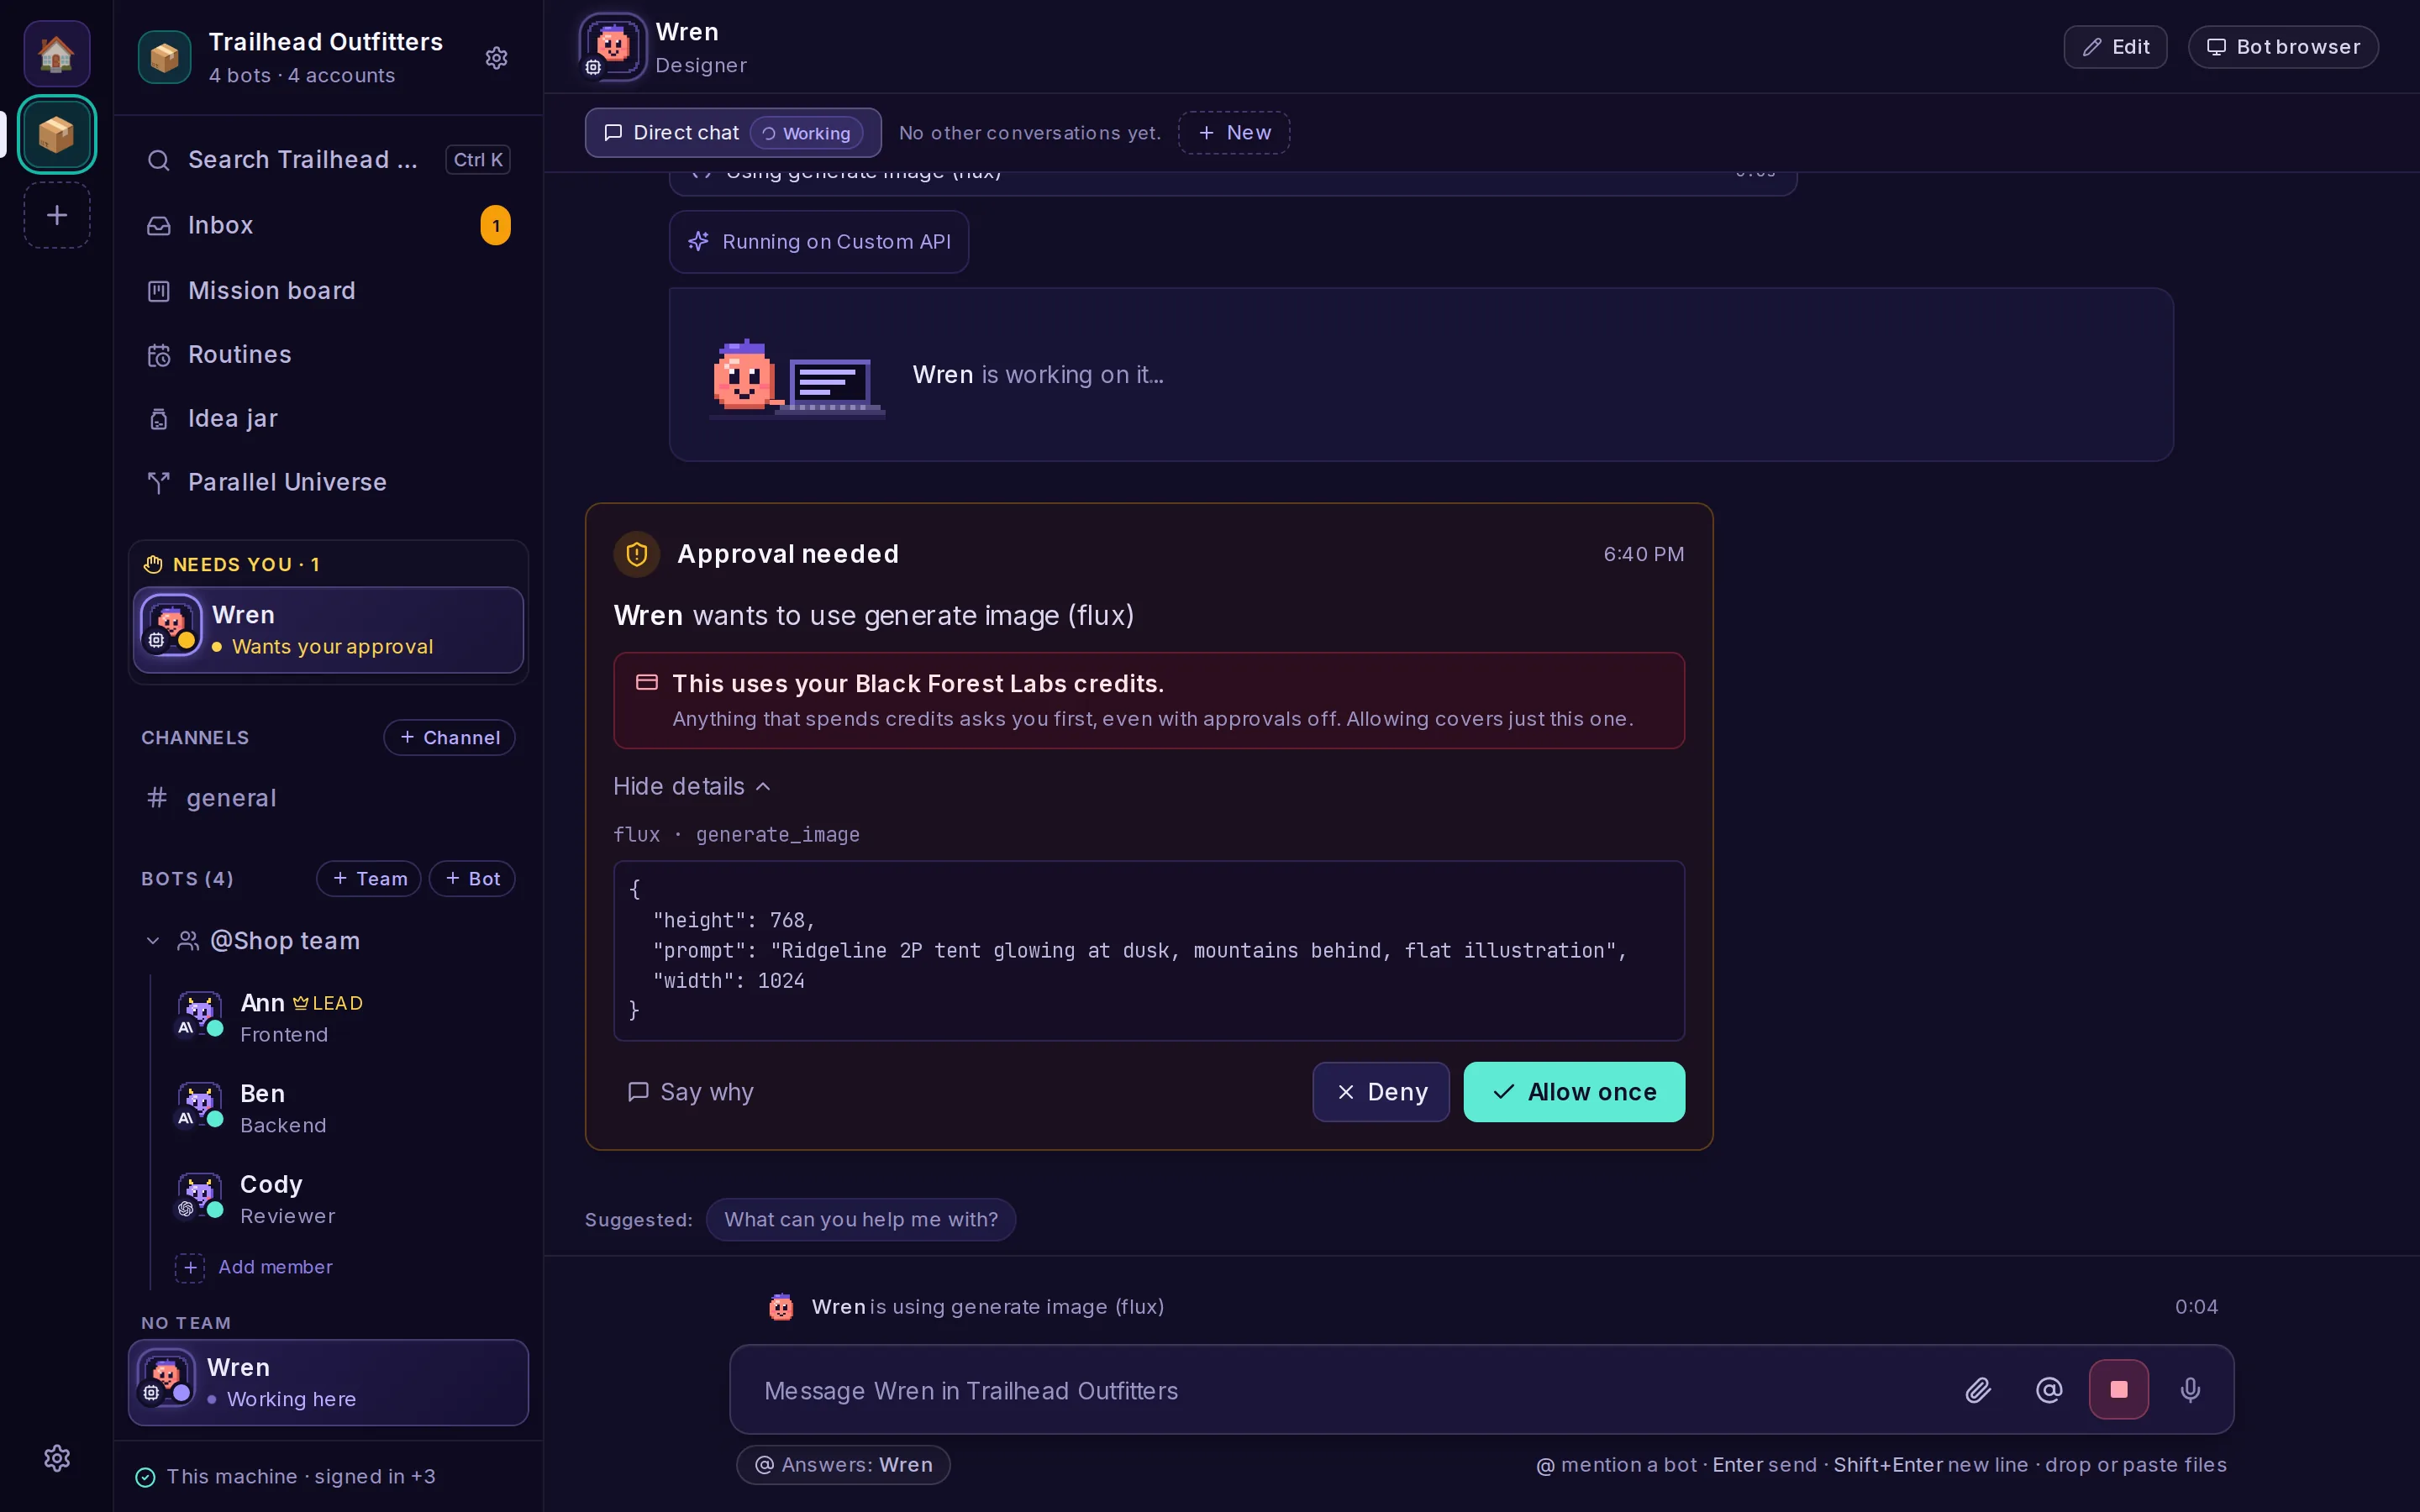 Trailhead Outfitters
4 bots · 4 accounts
Search Trailhead ...
Ctrl K
Inbox
1
Mission board
Routines
Idea jar
Parallel Universe
NEEDS YOU · 1
Wren
Wants your approval
CHANNELS
+ Channel
# general
BOTS (4)
+ Team
+ Bot
@Shop team
Ann LEAD
Frontend
Ben
Backend
Cody
Reviewer
+ Add member
NO TEAM
Wren
Working here
This machine · signed in +3
Wren
Designer
Edit
Bot browser
Direct chat
Working
No other conversations yet.
+ New
Using generate image (flux)
Running on Custom API
Wren is working on it...
Approval needed
6:40 PM
Wren wants to use generate image (flux)
This uses your Black Forest Labs credits.
Anything that spends credits asks you first, even with approvals off. Allowing covers just this one.
Hide details
flux · generate_image
{
"height": 768,
"prompt": "Ridgeline 2P tent glowing at dusk, mountains behind, flat illustration",
"width": 1024
}
Say why
Deny
Allow once
Suggested:
What can you help me with?
Wren is using generate image (flux)
0:04
Message Wren in Trailhead Outfitters
@ Answers: Wren
@ mention a bot · Enter send · Shift+Enter new line · drop or paste files